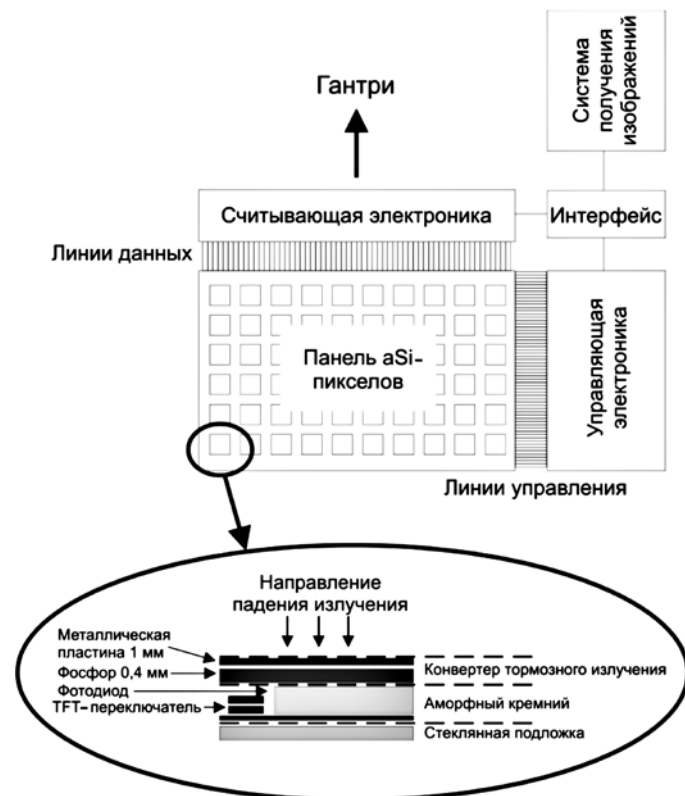 Гантри
Система
получения
изображений
Считывающая электроника
Интерфейс
Линии данных
Панель aSi-
пикселов
Управляющая
электроника
Линии управления
Направление
падения излучения
Металлическая
пластина 1 мм
Фосфор 0,4 мм
Фотодиод
TFT-переключатель
Конвертер тормозного излучения
Аморфный кремний
Стеклянная подложка